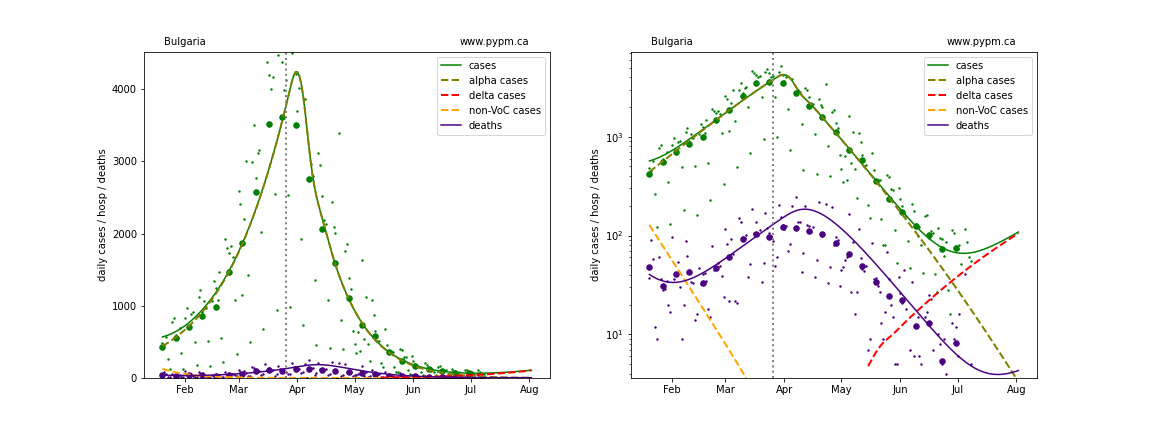 Bulgaria www.pypm.ca
cases
alpha cases
delta cases
non-VoC cases
deaths
daily cases / hosp / deaths
4000
3000
2000
1000
0
Feb Mar Apr May Jun Jul Aug
Bulgaria www.pypm.ca
cases
alpha cases
delta cases
non-VoC cases
deaths
daily cases / hosp / deaths
10³
10²
10¹
Feb Mar Apr May Jun Jul Aug